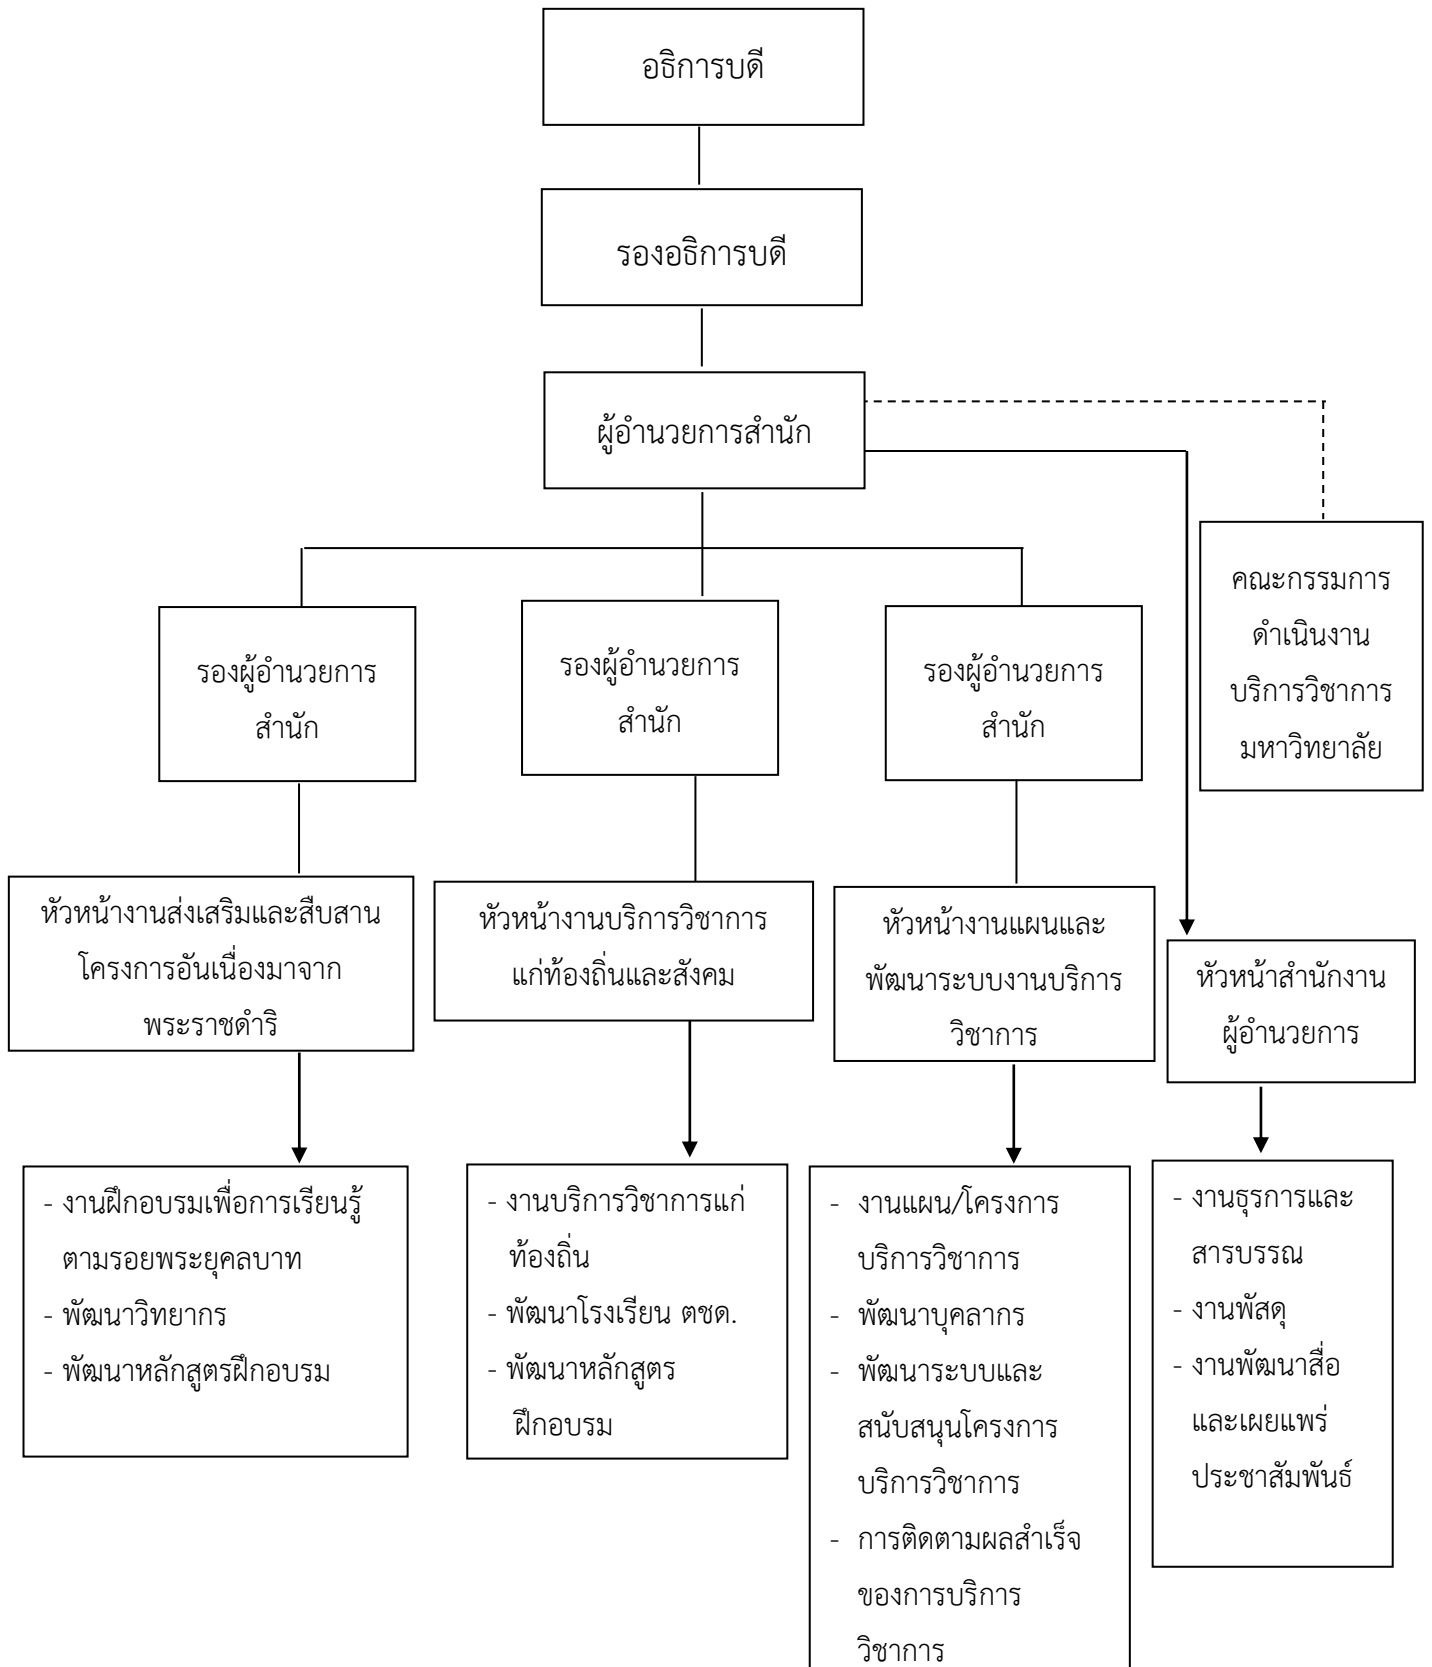 อธิการบดี
รองอธิการบดี
ผู้อำนวยการสำนัก
คณะกรรมการ
ดำเนินงาน
บริการวิชาการ
มหาวิทยาลัย
รองผู้อำนวยการ
สำนัก
รองผู้อำนวยการ
สำนัก
รองผู้อำนวยการ
สำนัก
หัวหน้างานส่งเสริมและสืบสาน
โครงการอันเนื่องมาจาก
พระราชดำริ
หัวหน้างานบริการวิชาการ
แก่ท้องถิ่นและสังคม
หัวหน้างานแผนและ
พัฒนาระบบงานบริการ
วิชาการ
หัวหน้าสำนักงาน
ผู้อำนวยการ
- งานฝึกอบรมเพื่อการเรียนรู้
ตามรอยพระยุคลบาท
- พัฒนาวิทยากร
- พัฒนาหลักสูตรฝึกอบรม
- งานบริการวิชาการแก่
ท้องถิ่น
- พัฒนาโรงเรียน ตชด.
- พัฒนาหลักสูตร
ฝึกอบรม
- งานแผน/โครงการ
บริการวิชาการ
- พัฒนาบุคลากร
- พัฒนาระบบและ
สนับสนุนโครงการ
บริการวิชาการ
- การติดตามผลสำเร็จ
ของการบริการ
วิชาการ
- งานธุรการและ
สารบรรณ
- งานพัสดุ
- งานพัฒนาสื่อ
และเผยแพร่
ประชาสัมพันธ์